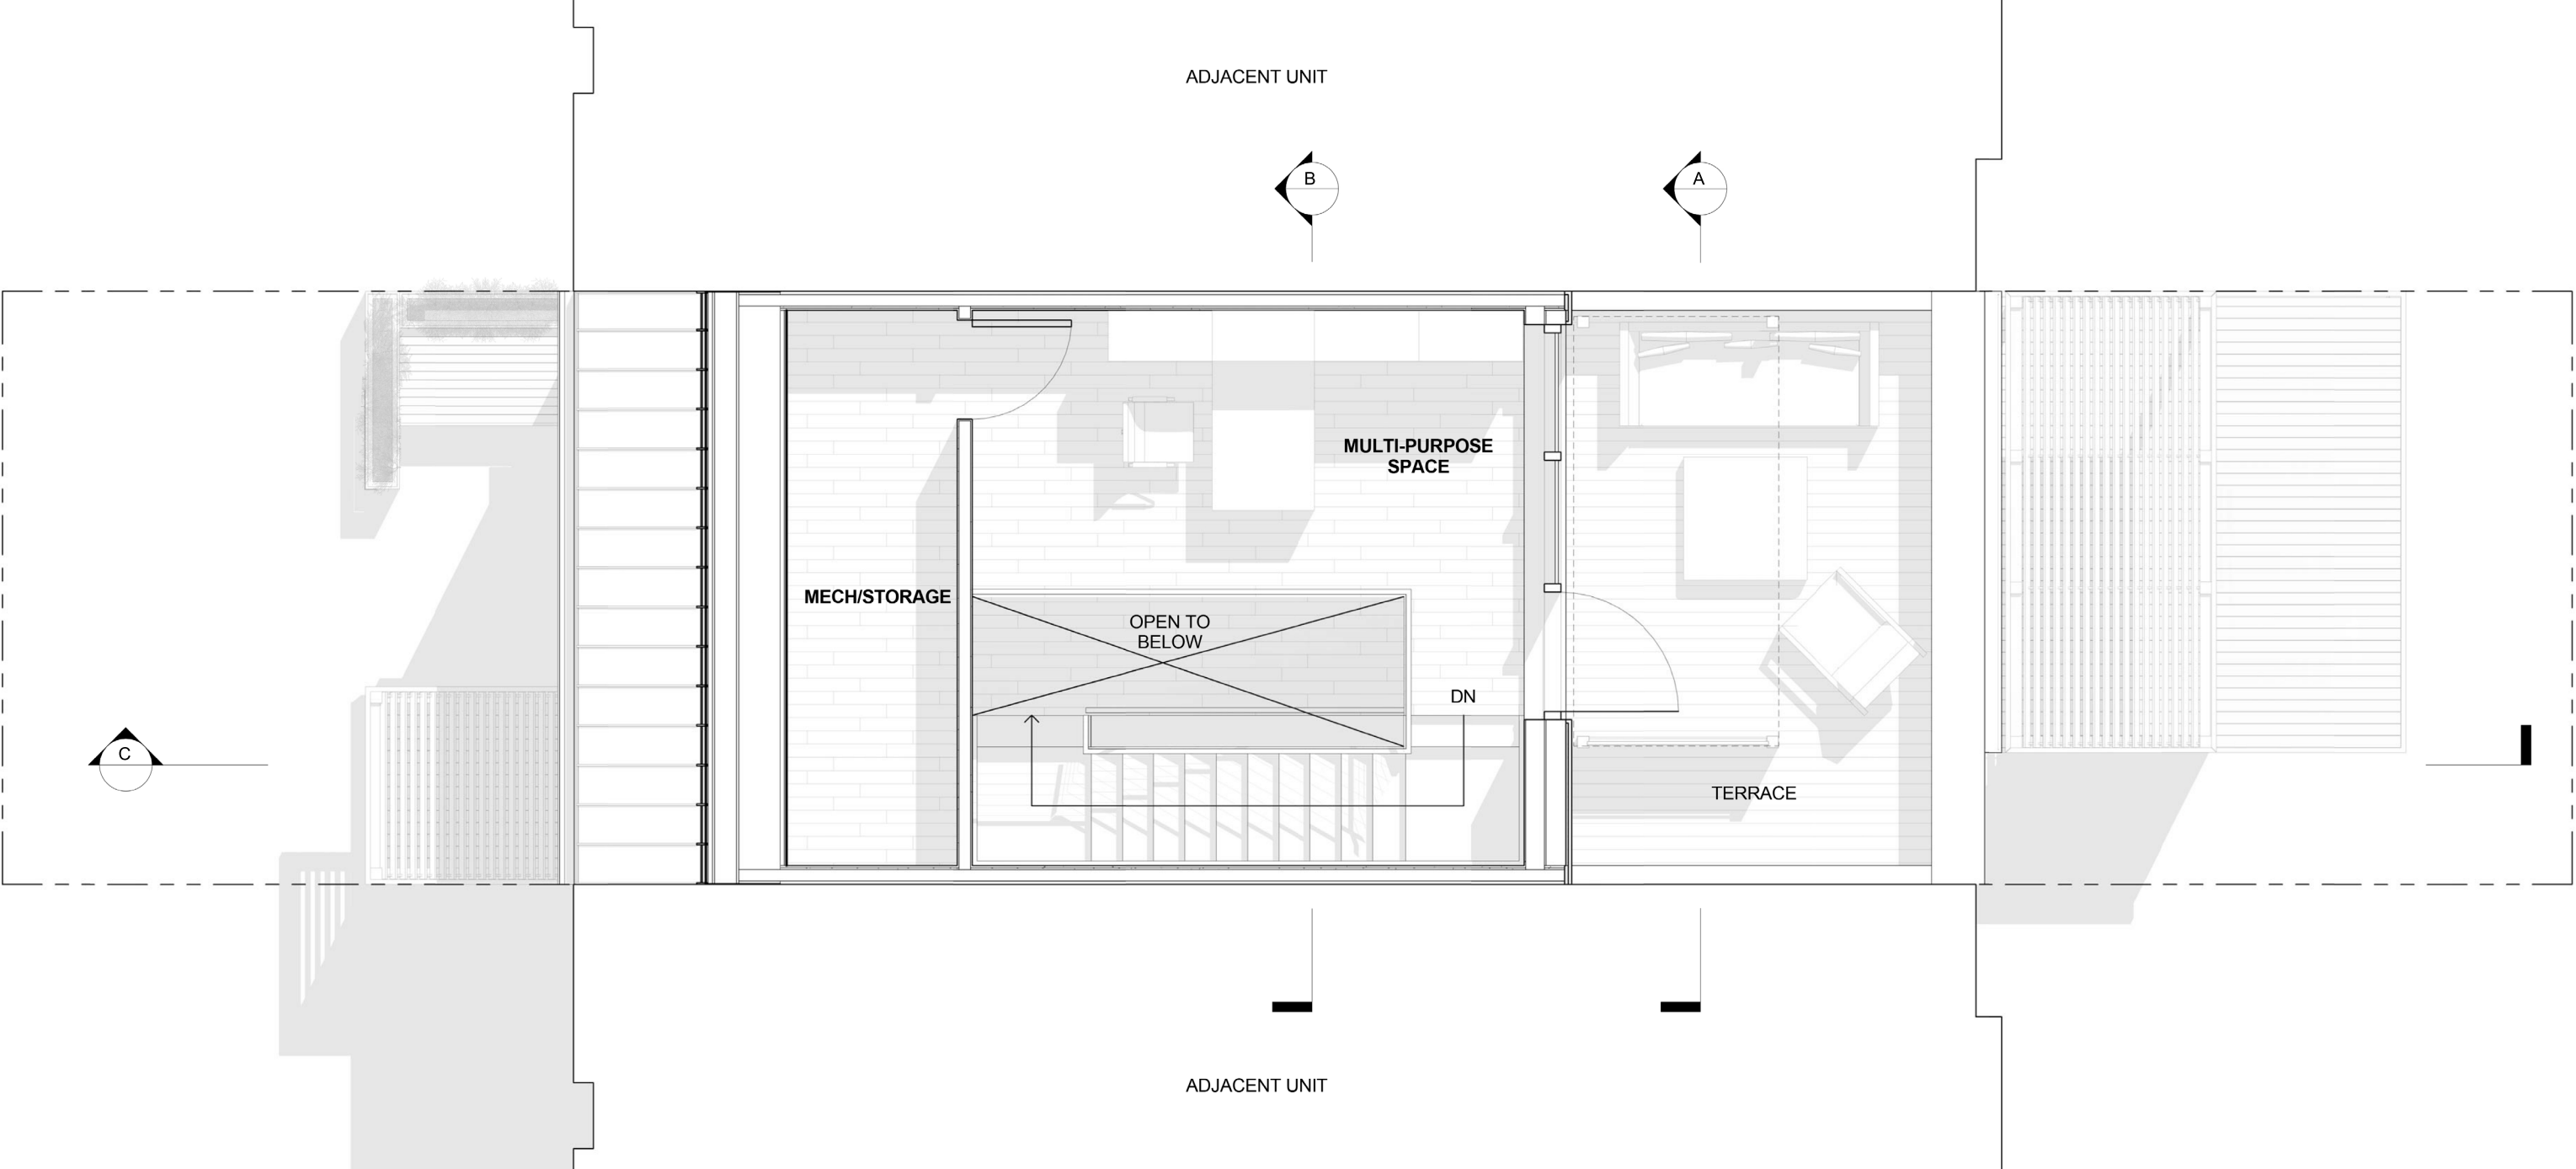 ADJACENT UNIT
B
A
MULTI-PURPOSE
SPACE
MECH/STORAGE
OPEN TO
BELOW
DN
C
TERRACE
ADJACENT UNIT